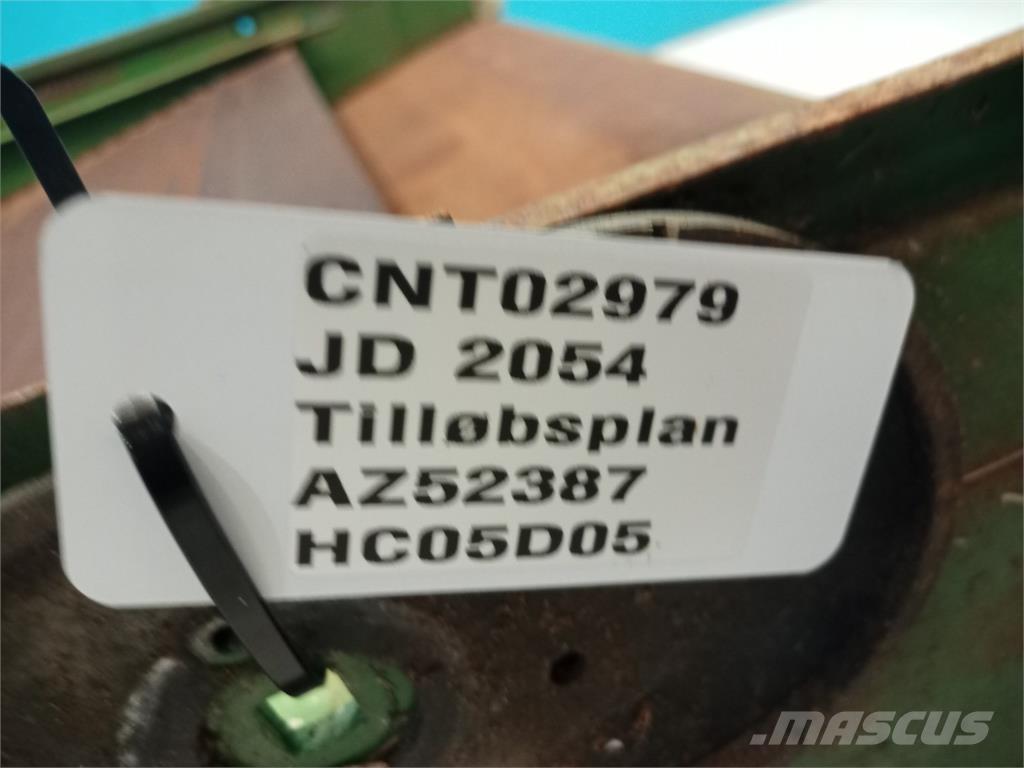 CNT02979
JD 2054
Tilløbsplan
AZ52387
HC05D05
MASCUS